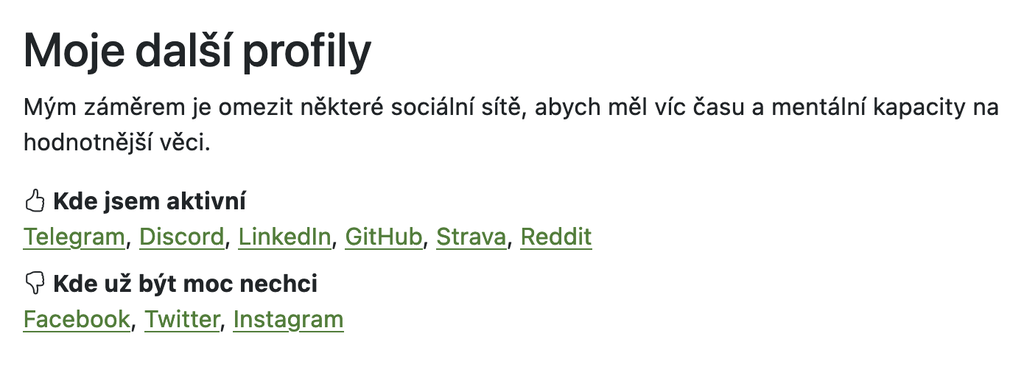 Moje další profily
Mým záměrem je omezit některé sociální sítě, abych měl víc času a mentální kapacity na
hodnotnější věci.
Kde jsem aktivní
Telegram, Discord, LinkedIn, GitHub, Strava, Reddit
Kde už být moc nechci
Facebook, Twitter, Instagram